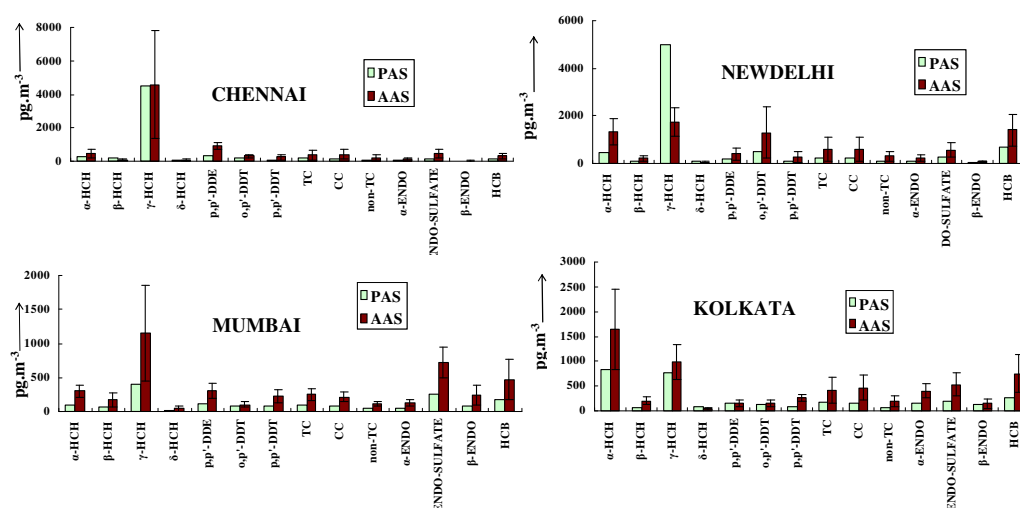 8000
6000
4000
2000
0
pg.m-3
CHENNAI
PAS
AAS
α-HCH
β-HCH
γ-HCH
δ-HCH
p,p'-DDE
o,p'-DDT
p,p'-DDT
TC
CC
non-TC
α-ENDO
ENDO-SULFATE
β-ENDO
HCB
6000
4000
2000
0
pg.m-3
NEWDELHI
PAS
AAS
α-HCH
β-HCH
γ-HCH
δ-HCH
p,p'-DDE
o,p'-DDT
p,p'-DDT
TC
CC
non-TC
α-ENDO
DO-SULFATE
β-ENDO
HCB
2000
1500
1000
500
0
pg.m-3
MUMBAI
PAS
AAS
α-HCH
β-HCH
γ-HCH
δ-HCH
p,p'-DDE
o,p'-DDT
p,p'-DDT
TC
CC
non-TC
α-ENDO
ENDO-SULFATE
β-ENDO
HCB
3000
2500
2000
1500
1000
500
0
pg.m-3
KOLKATA
PAS
AAS
α-HCH
β-HCH
γ-HCH
δ-HCH
p,p'-DDE
o,p'-DDT
p,p'-DDT
TC
CC
non-TC
α-ENDO
ENDO-SULFATE
β-ENDO
HCB